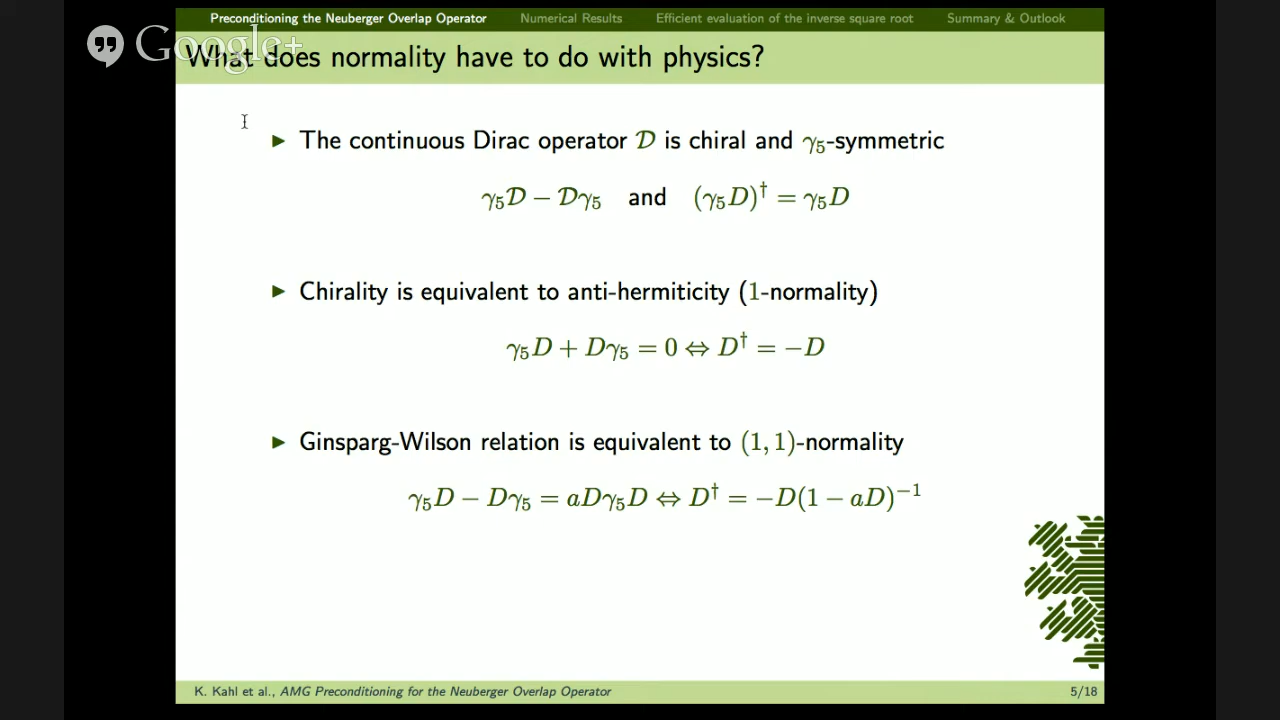 Preconditioning the Neuberger Overlap Operator Numerical Results Efficient evaluation of the inverse square root Summary & Outlook
Google+
What does normality have to do with physics?
► The continuous Dirac operator 𝒟 is chiral and γ₅-symmetric
γ₅𝒟 − 𝒟γ₅ and (γ₅D)† = γ₅D
► Chirality is equivalent to anti-hermiticity (1-normality)
γ₅D + Dγ₅ = 0 ⇔ D† = −D
► Ginsparg-Wilson relation is equivalent to (1, 1)-normality
γ₅D − Dγ₅ = aDγ₅D ⇔ D† = −D(1 − aD)⁻¹
K. Kahl et al., AMG Preconditioning for the Neuberger Overlap Operator 5/18